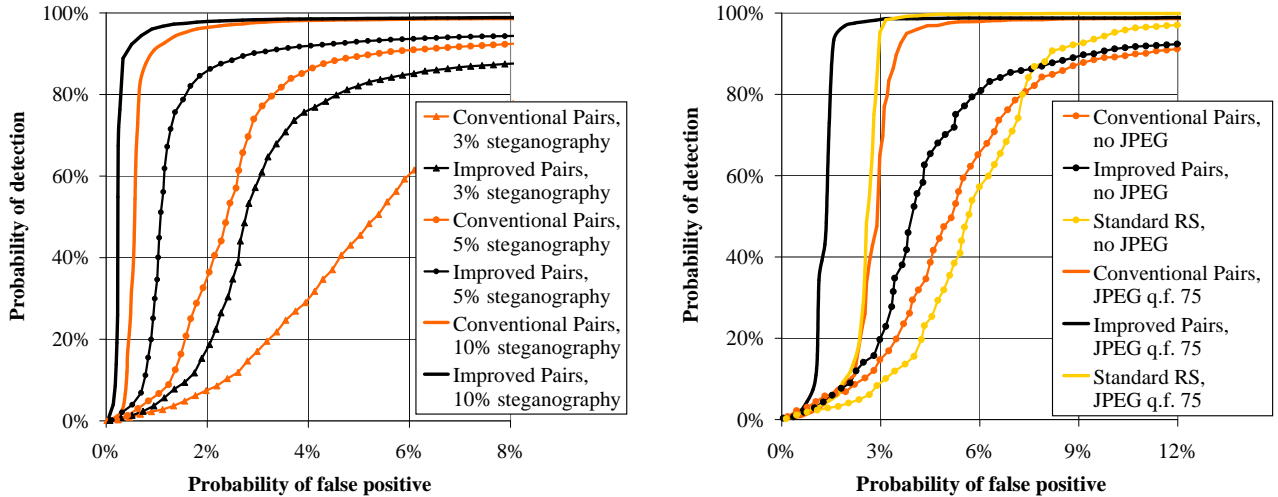 100%
80%
60%
40%
20%
0%
0%
2%
4%
6%
8%
Probability of detection
Probability of false positive
Conventional Pairs,
3% steganography
Improved Pairs,
3% steganography
Conventional Pairs,
5% steganography
Improved Pairs,
5% steganography
Conventional Pairs,
10% steganography
Improved Pairs,
10% steganography
100%
80%
60%
40%
20%
0%
0%
3%
6%
9%
12%
Probability of detection
Probability of false positive
Conventional Pairs,
no JPEG
Improved Pairs,
no JPEG
Standard RS,
no JPEG
Conventional Pairs,
JPEG q.f. 75
Improved Pairs,
JPEG q.f. 75
Standard RS,
JPEG q.f. 75